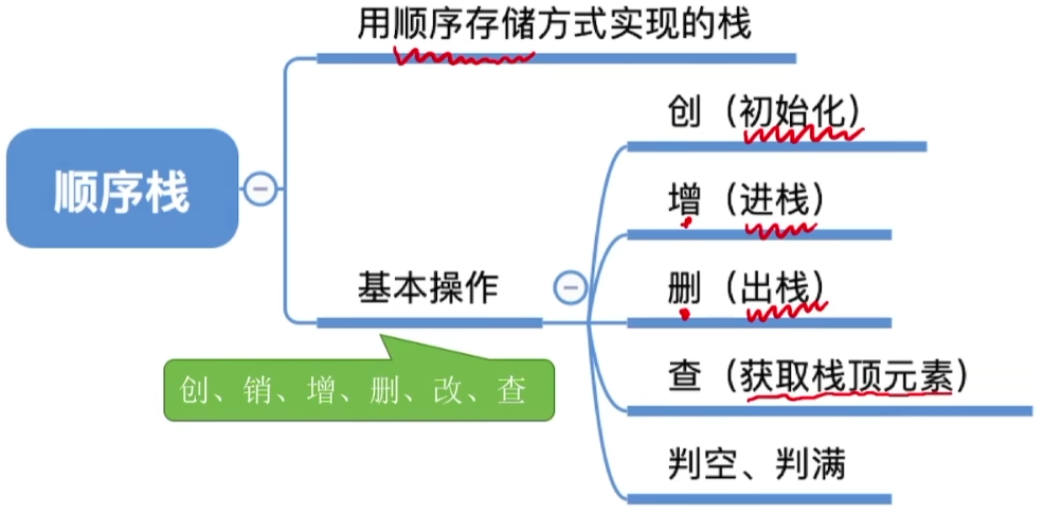 用顺序存储方式实现的栈
创（初始化）
增（进栈）
顺序栈
删（出栈）
基本操作
查（获取栈顶元素）
创、销、增、删、改、查
判空、判满